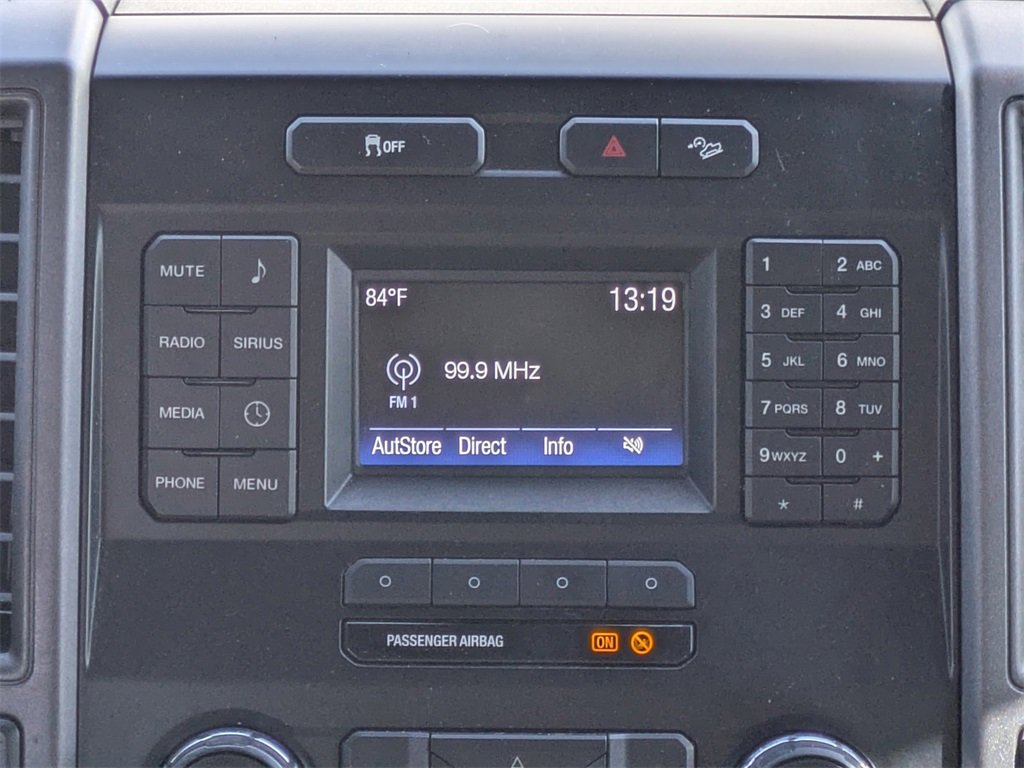 OFF
MUTE
RADIO SIRIUS
MEDIA
PHONE MENU
84°F 13:19
99.9 MHz
FM 1
AutStore Direct Info
1 2 ABC
3 DEF 4 GHI
5 JKL 6 MNO
7 PQRS 8 TUV
9 WXYZ 0 +
* #
PASSENGER AIRBAG ON